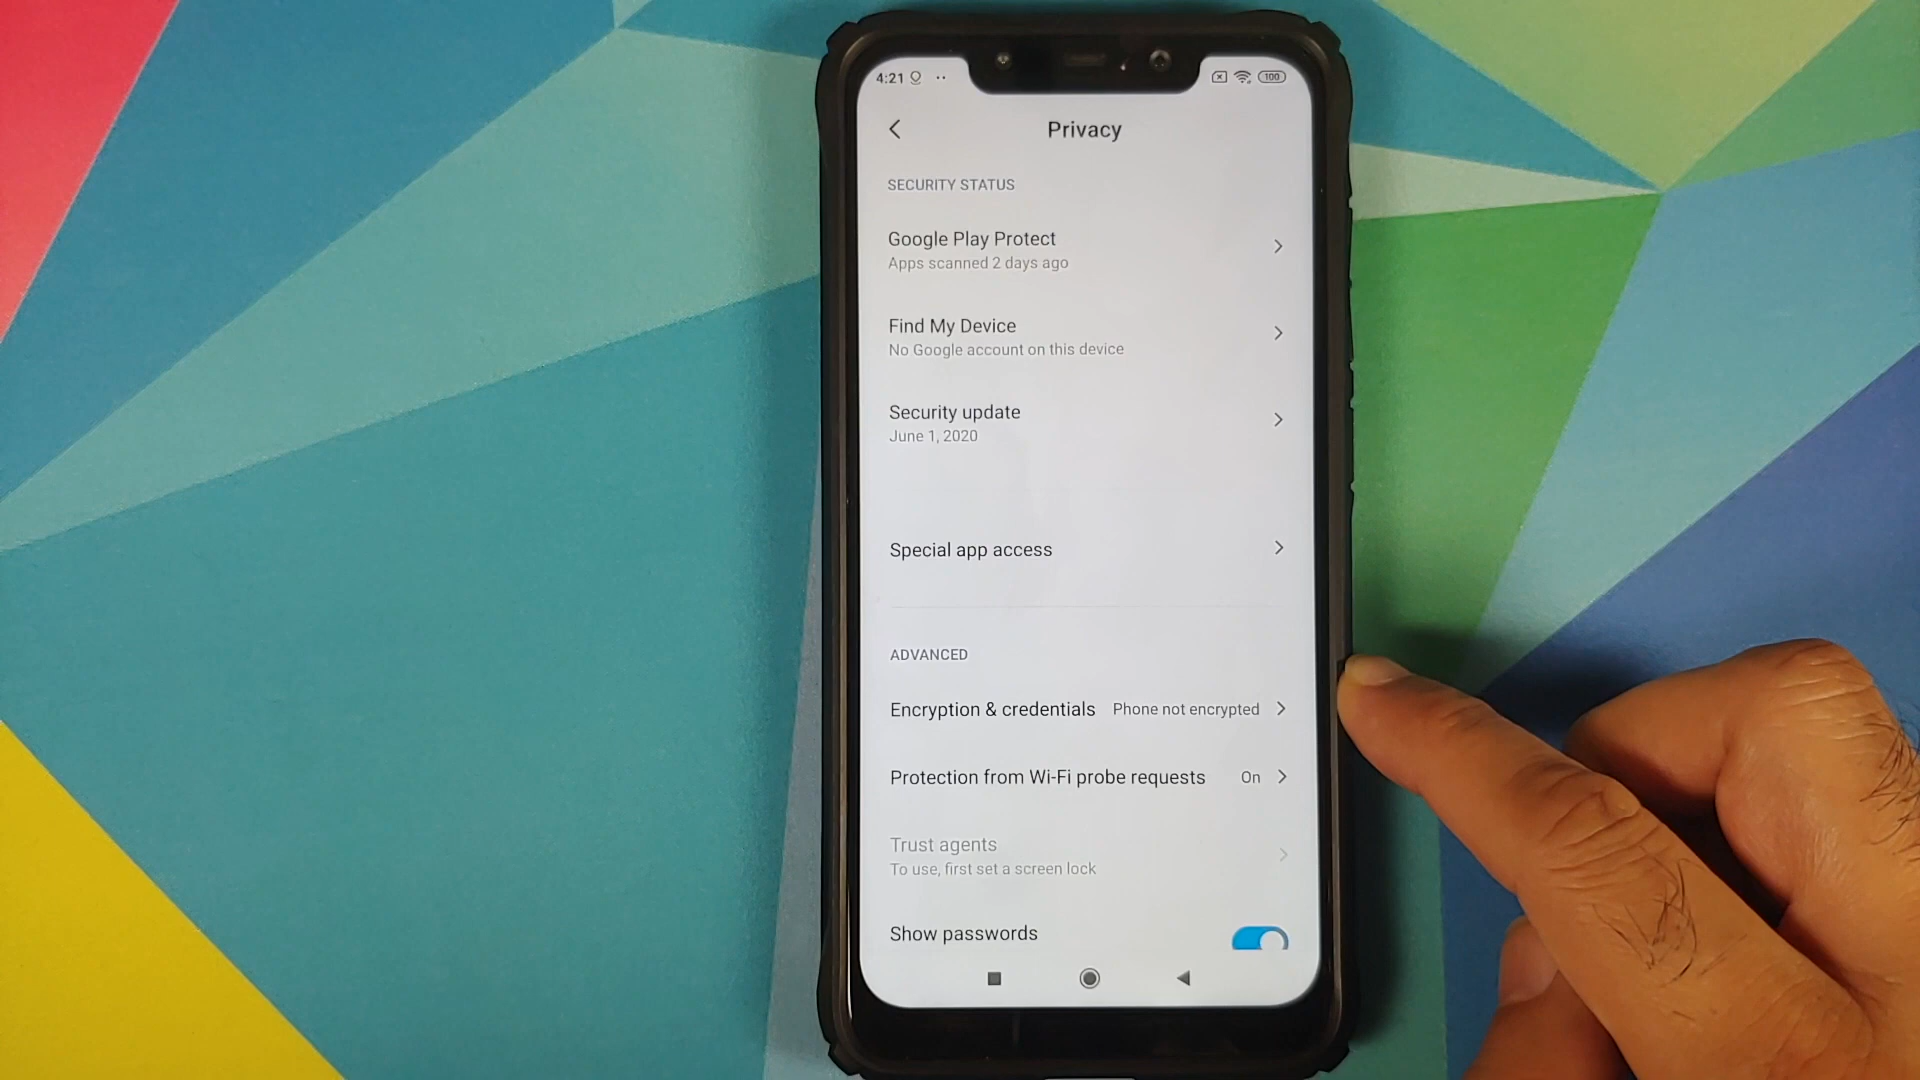 4:21
100
Privacy
SECURITY STATUS
Google Play Protect
Apps scanned 2 days ago
Find My Device
No Google account on this device
Security update
June 1, 2020
Special app access
ADVANCED
Encryption & credentials Phone not encrypted
Protection from Wi-Fi probe requests On
Trust agents
To use, first set a screen lock
Show passwords